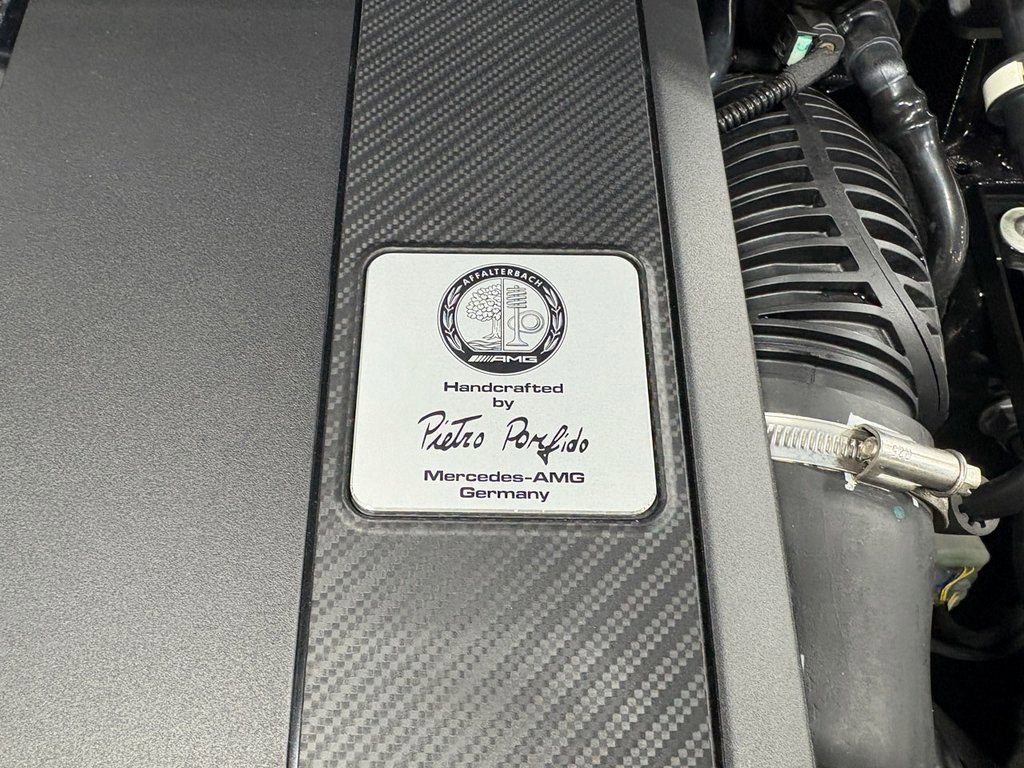 AFFALTERBACH
AMG
Handcrafted
by
Pietro Porfido
Mercedes-AMG
Germany